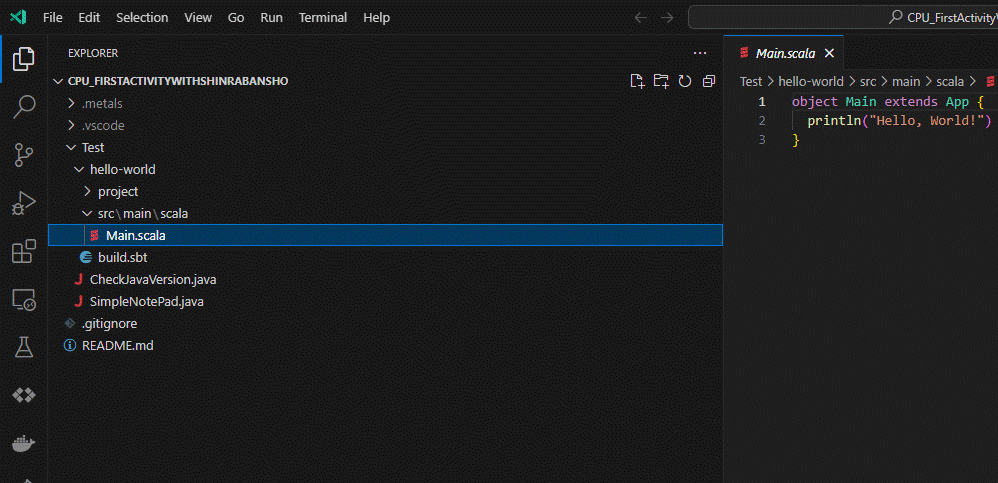 File Edit Selection View Go Run Terminal Help
CPU_FirstActivityW
EXPLORER
CPU_FIRSTACTIVITYWITHSHINRABANSHO
.metals
.vscode
Test
hello-world
project
src\main\scala
Main.scala
build.sbt
CheckJavaVersion.java
SimpleNotePad.java
.gitignore
README.md
Main.scala
Test > hello-world > src > main > scala >
1 object Main extends App {
2 println("Hello, World!")
3 }